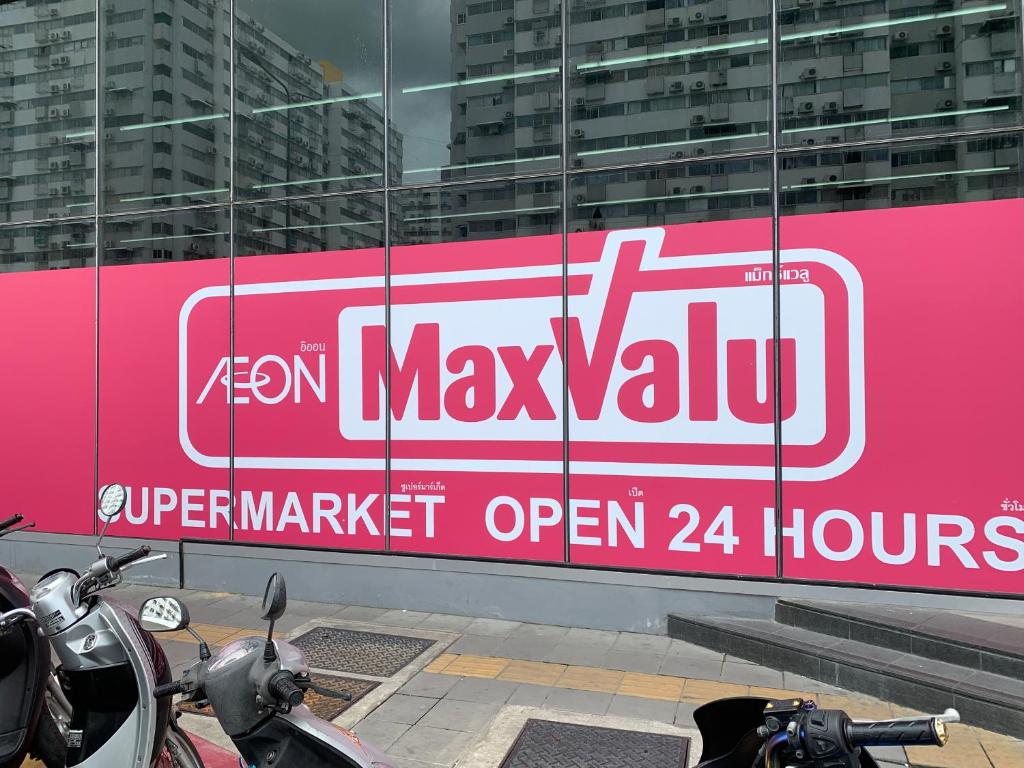 แม็กซ์แวลู
อิออน
ÆON MaxValu
ซูเปอร์มาร์เก็ต เปิด
SUPERMARKET OPEN 24 HOURS